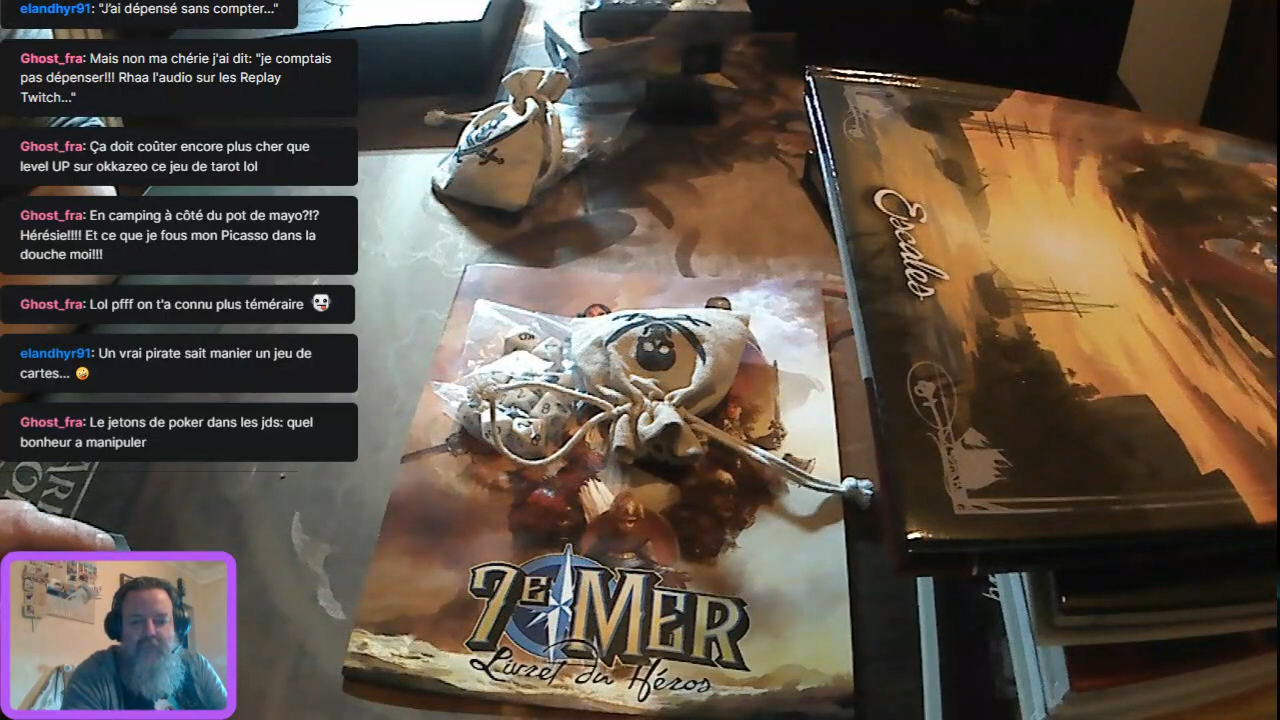 elandhyr91: "J'ai dépensé sans compter..."
Ghost_fra: Mais non ma chérie j'ai dit: "je comptais
pas dépenser!!! Rhaa l'audio sur les Replay
Twitch..."
Ghost_fra: Ça doit coûter encore plus cher que
level UP sur okkazeo ce jeu de tarot lol
Ghost_fra: En camping à côté du pot de mayo?!?
Hérésie!!!! Et ce que je fous mon Picasso dans la
douche moi!!!
Ghost_fra: Lol pfff on t'a connu plus téméraire
elandhyr91: Un vrai pirate sait manier un jeu de
cartes...
Ghost_fra: Le jetons de poker dans les jds: quel
bonheur a manipuler
Escales
7E MER
Livret du Héros